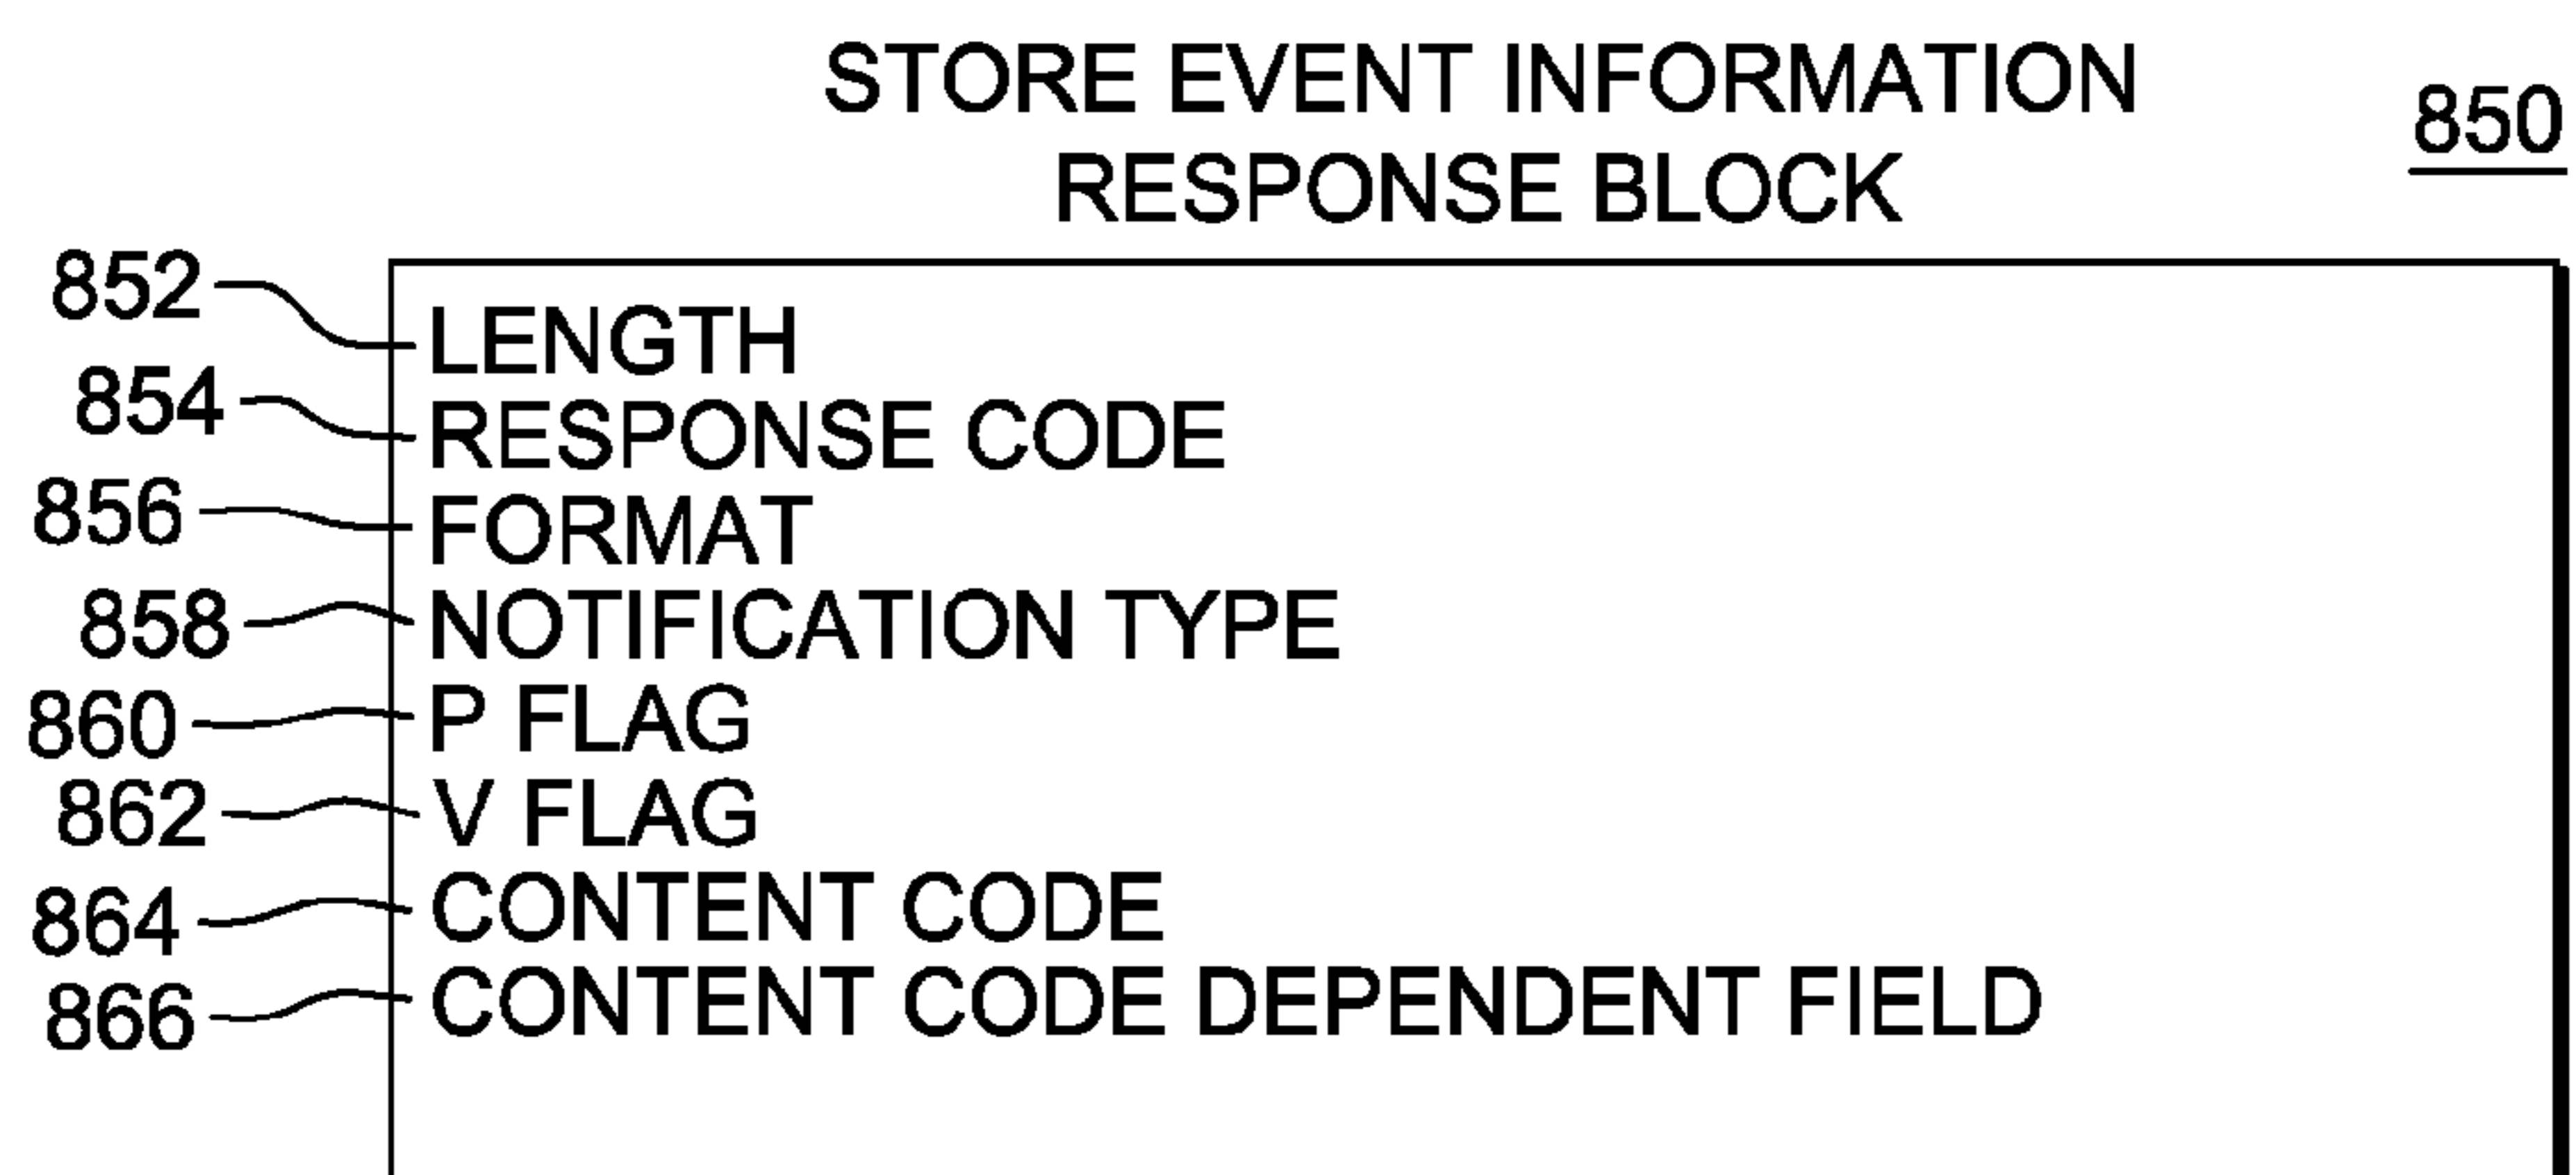 STORE EVENT INFORMATION
RESPONSE BLOCK
850
852 LENGTH
854 RESPONSE CODE
856 FORMAT
858 NOTIFICATION TYPE
860 P FLAG
862 V FLAG
864 CONTENT CODE
866 CONTENT CODE DEPENDENT FIELD